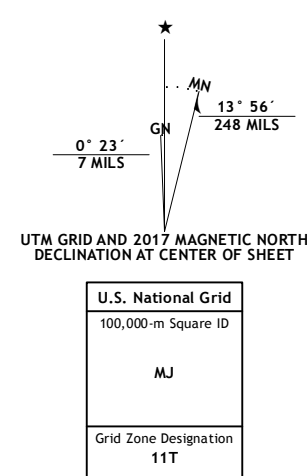 MN
GN
13° 56´
248 MILS
0° 23´
7 MILS
UTM GRID AND 2017 MAGNETIC NORTH
DECLINATION AT CENTER OF SHEET
U.S. National Grid
100,000-m Square ID
MJ
Grid Zone Designation
11T